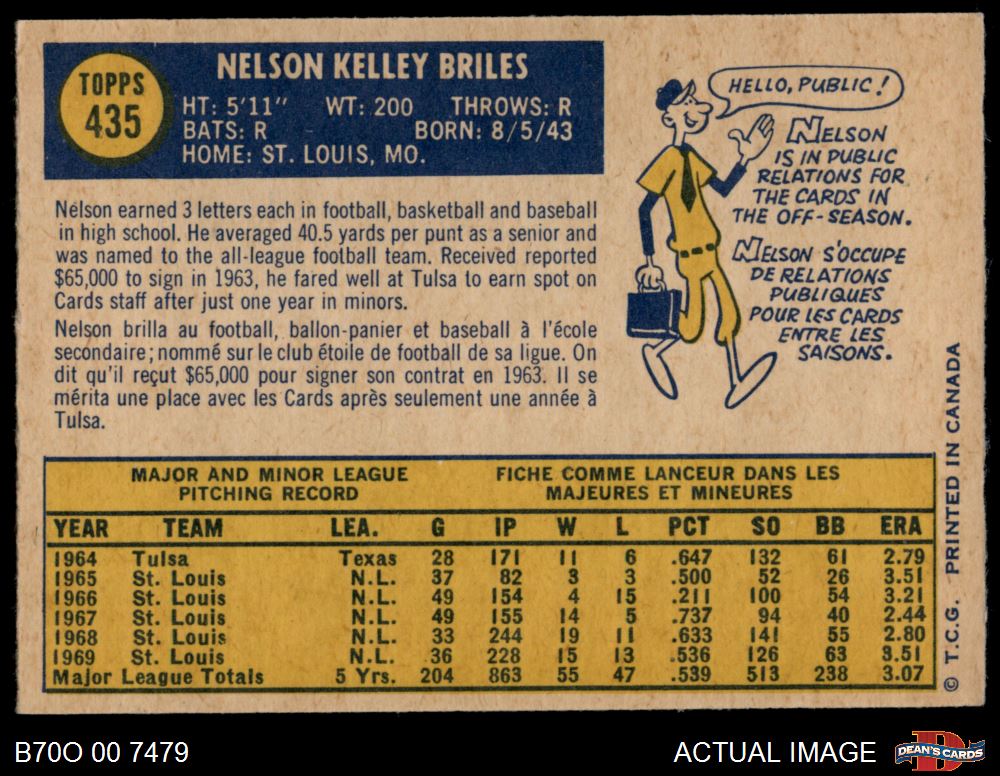 TOPPS
435
NELSON KELLEY BRILES
HT: 5'11" WT: 200 THROWS: R
BATS: R BORN: 8/5/43
HOME: ST. LOUIS, MO.
HELLO, PUBLIC!
NELSON
IS IN PUBLIC
RELATIONS FOR
THE CARDS IN
THE OFF-SEASON.
NELSON S'OCCUPE
DE RELATIONS
PUBLIQUES
POUR LES CARDS
ENTRE LES
SAISONS.
Nelson earned 3 letters each in football, basketball and baseball
in high school. He averaged 40.5 yards per punt as a senior and
was named to the all-league football team. Received reported
$65,000 to sign in 1963, he fared well at Tulsa to earn spot on
Cards staff after just one year in minors.
Nelson brilla au football, ballon-panier et baseball à l'école
secondaire; nommé sur le club étoile de football de sa ligue. On
dit qu'il reçut $65,000 pour signer son contrat en 1963. Il se
mérita une place avec les Cards après seulement une année à
Tulsa.
MAJOR AND MINOR LEAGUE
PITCHING RECORD
FICHE COMME LANCEUR DANS LES
MAJEURES ET MINEURES
YEAR TEAM LEA. G IP W L PCT SO BB ERA
1964 Tulsa Texas 28 171 11 6 .647 132 61 2.79
1965 St. Louis N.L. 37 82 3 3 .500 52 26 3.51
1966 St. Louis N.L. 49 154 4 15 .211 100 54 3.21
1967 St. Louis N.L. 49 155 14 5 .737 94 40 2.44
1968 St. Louis N.L. 33 244 19 11 .633 141 55 2.80
1969 St. Louis N.L. 36 228 15 13 .536 126 63 3.51
Major League Totals 5 Yrs. 204 863 55 47 .539 513 238 3.07
© T.C.G. PRINTED IN CANADA
B70O 00 7479
ACTUAL IMAGE
D
DEAN'S CARDS